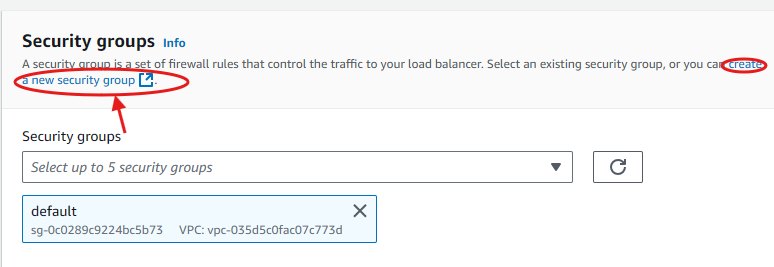 Security groups Info
A security group is a set of firewall rules that control the traffic to your load balancer. Select an existing security group, or you can create
a new security group.
Security groups
Select up to 5 security groups
default
sg-0c0289c9224bc5b73 VPC: vpc-035d5c0fac07c773d